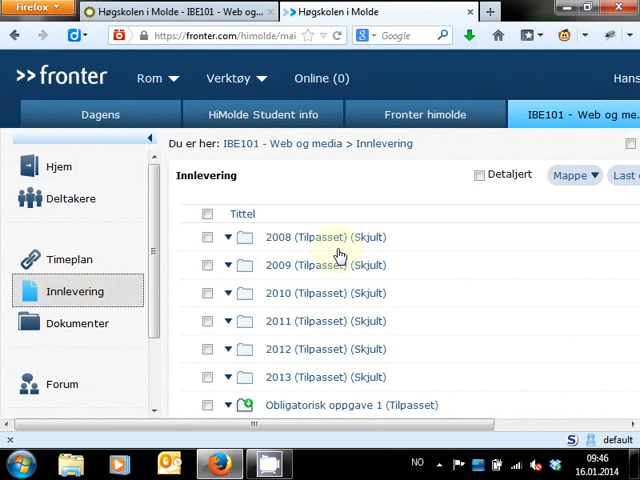 Firefox
Høgskolen i Molde - IBE101 - Web og...
Høgskolen i Molde
https://fronter.com/himolde/mai
Google
>> fronter
Rom
Verktøy
Online (0)
Hans
Dagens
HiMolde Student info
Fronter himolde
IBE101 - Web og me..
Du er her: IBE101 - Web og media > Innlevering
Hjem
Deltakere
Timeplan
Innlevering
Dokumenter
Forum
Innlevering
Detaljert
Mappe
Last
Tittel
2008 (Tilpasset) (Skjult)
2009 (Tilpasset) (Skjult)
2010 (Tilpasset) (Skjult)
2011 (Tilpasset) (Skjult)
2012 (Tilpasset) (Skjult)
2013 (Tilpasset) (Skjult)
Obligatorisk oppgave 1 (Tilpasset)
default
NO
09:46
16.01.2014